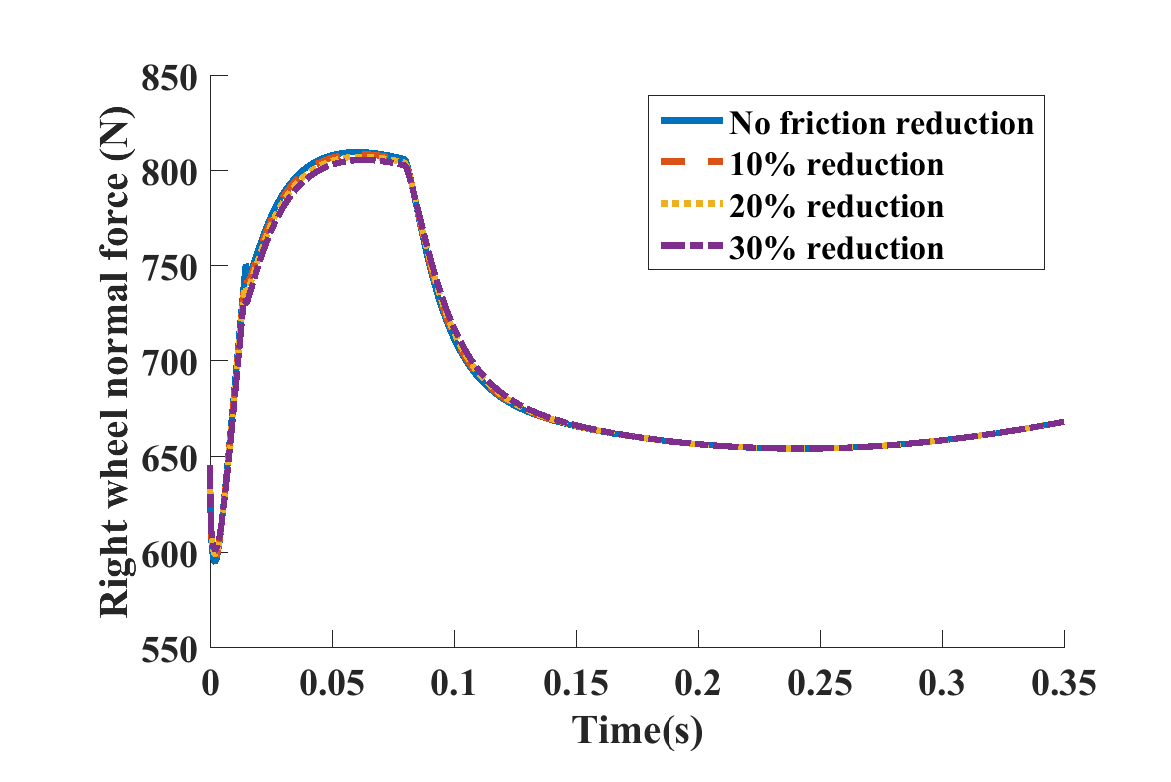 850
800
750
700
650
600
550
Right wheel normal force (N)
No friction reduction
10% reduction
20% reduction
30% reduction
0
0.05
0.1
0.15
0.2
0.25
0.3
0.35
Time(s)